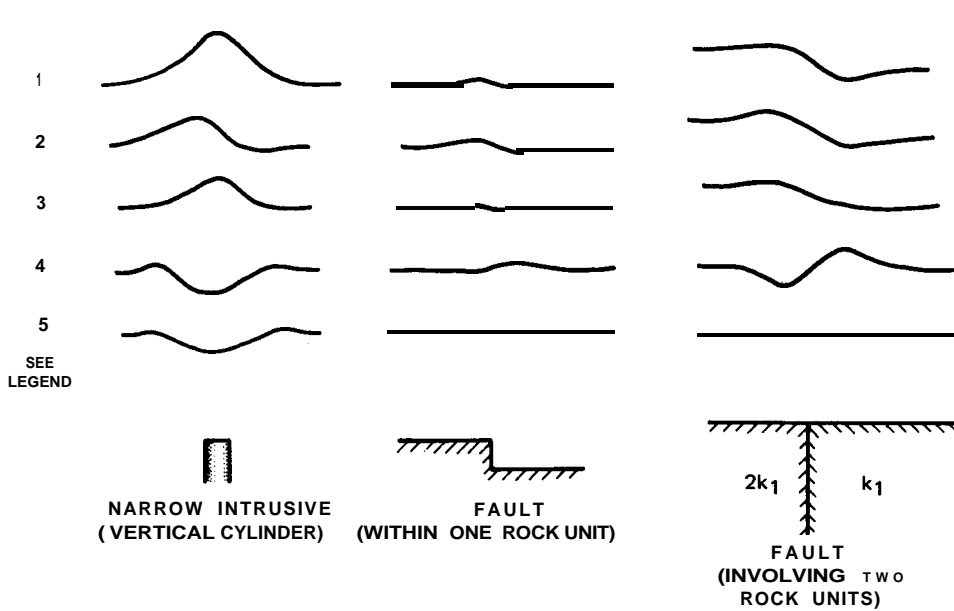 1
2
3
4
5
SEE
LEGEND
NARROW INTRUSIVE
(VERTICAL CYLINDER)
FAULT
(WITHIN ONE ROCK UNIT)
2k₁ k₁
FAULT
(INVOLVING TWO
ROCK UNITS)